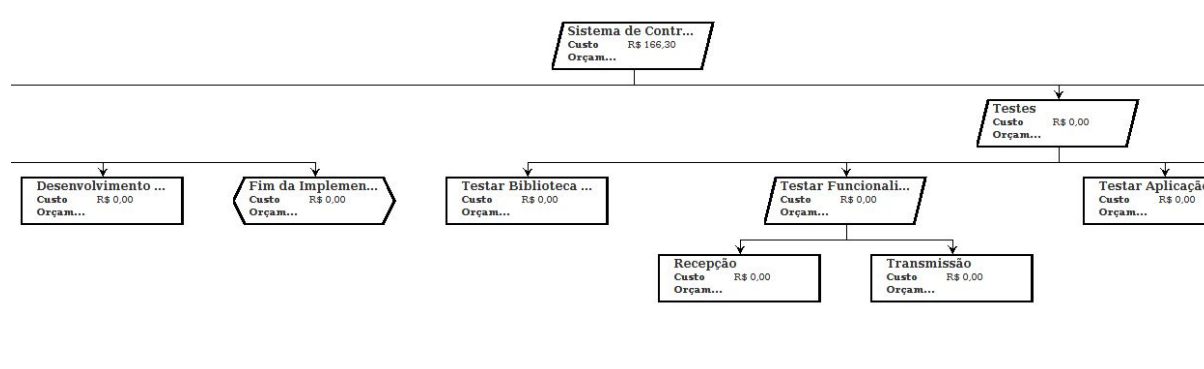 Sistema de Contr...
Custo R$ 166,30
Orçam...
Testes
Custo R$ 0,00
Orçam...
Desenvolvimento ...
Custo R$ 0,00
Orçam...
Fim da Implemen...
Custo R$ 0,00
Orçam...
Testar Biblioteca ...
Custo R$ 0,00
Orçam...
Testar Funcionali...
Custo R$ 0,00
Orçam...
Testar Aplicação
Custo R$ 0,00
Orçam...
Recepção
Custo R$ 0,00
Orçam...
Transmissão
Custo R$ 0,00
Orçam...